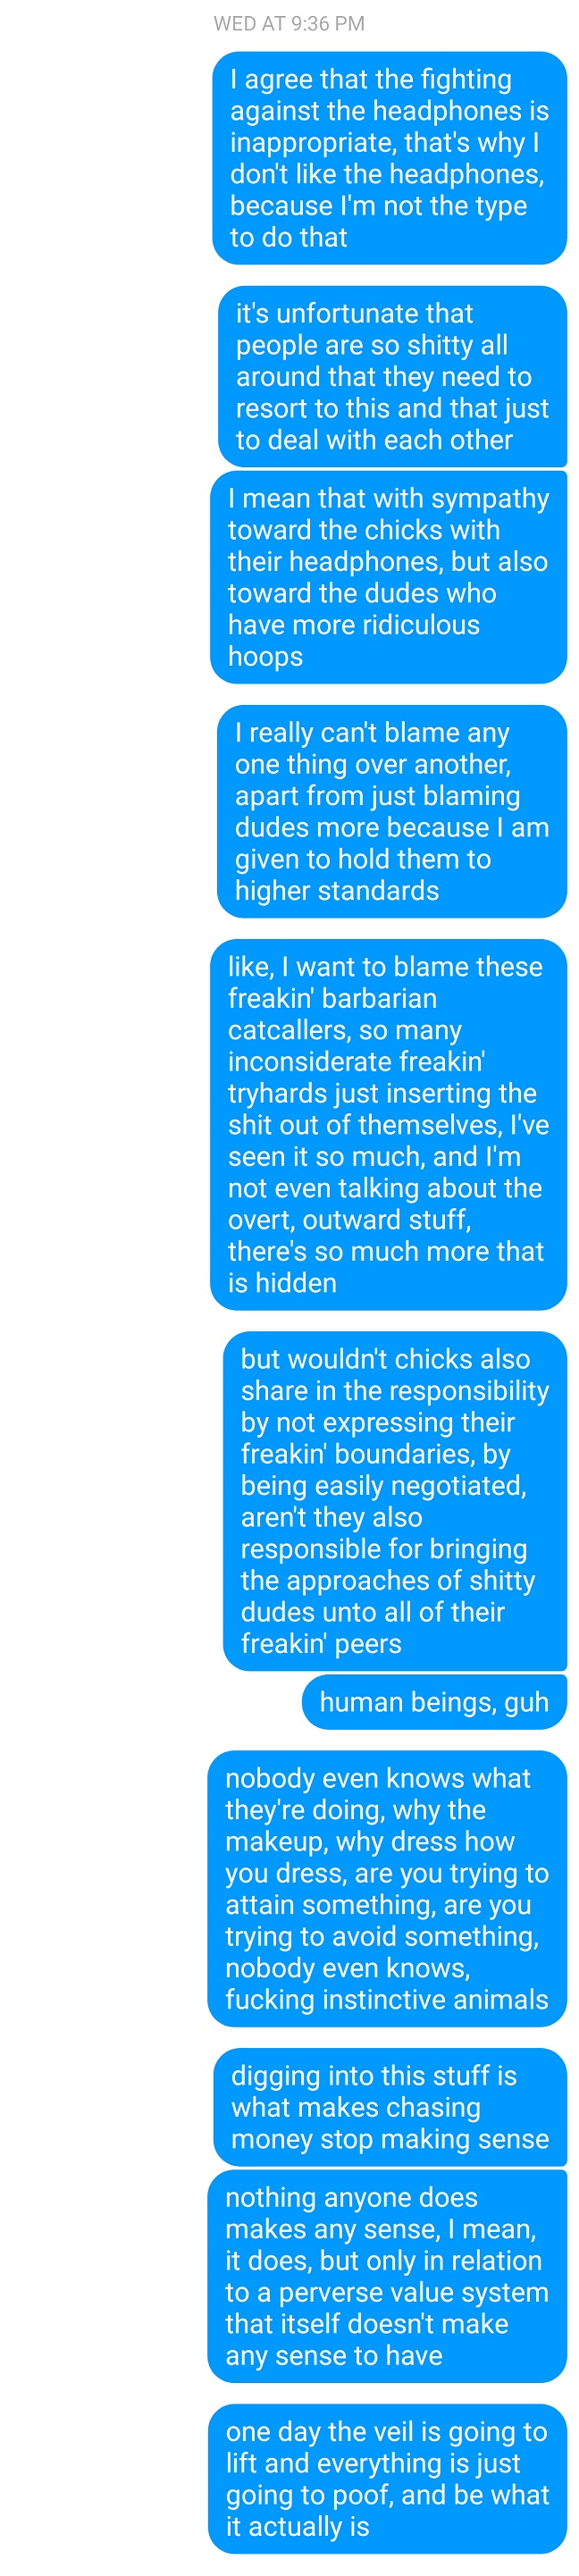 WED AT 9:36 PM
I agree that the fighting
against the headphones is
inappropriate, that's why I
don't like the headphones,
because I'm not the type
to do that
it's unfortunate that
people are so shitty all
around that they need to
resort to this and that just
to deal with each other
I mean that with sympathy
toward the chicks with
their headphones, but also
toward the dudes who
have more ridiculous
hoops
I really can't blame any
one thing over another,
apart from just blaming
dudes more because I am
given to hold them to
higher standards
like, I want to blame these
freakin' barbarian
catcallers, so many
inconsiderate freakin'
tryhards just inserting the
shit out of themselves, I've
seen it so much, and I'm
not even talking about the
overt, outward stuff,
there's so much more that
is hidden
but wouldn't chicks also
share in the responsibility
by not expressing their
freakin' boundaries, by
being easily negotiated,
aren't they also
responsible for bringing
the approaches of shitty
dudes unto all of their
freakin' peers
human beings, guh
nobody even knows what
they're doing, why the
makeup, why dress how
you dress, are you trying to
attain something, are you
trying to avoid something,
nobody even knows,
fucking instinctive animals
digging into this stuff is
what makes chasing
money stop making sense
nothing anyone does
makes any sense, I mean,
it does, but only in relation
to a perverse value system
that itself doesn't make
any sense to have
one day the veil is going to
lift and everything is just
going to poof, and be what
it actually is